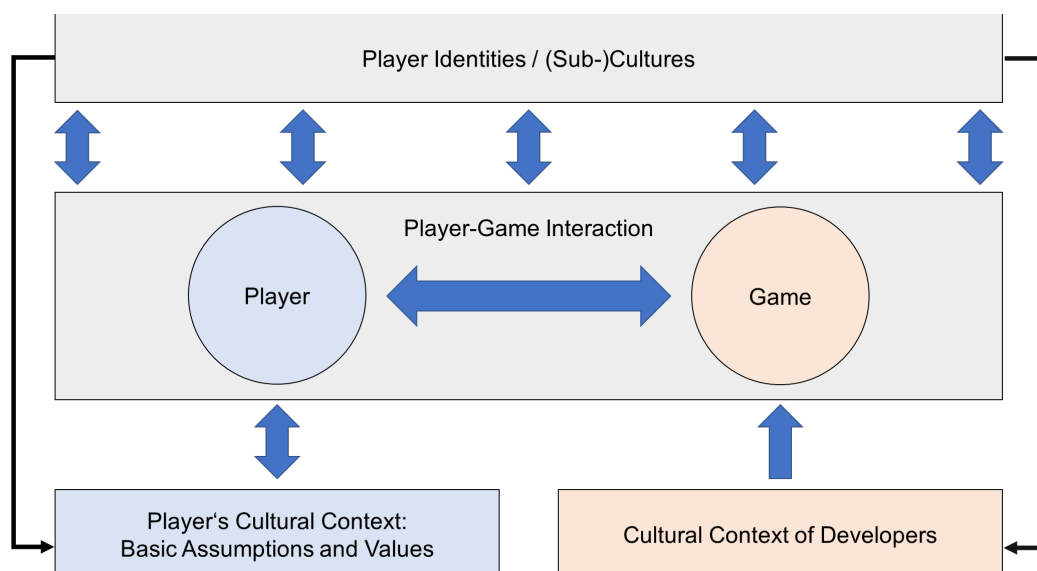 Player Identities / (Sub-)Cultures
Player-Game Interaction
Player
Game
Player‘s Cultural Context:
Basic Assumptions and Values
Cultural Context of Developers